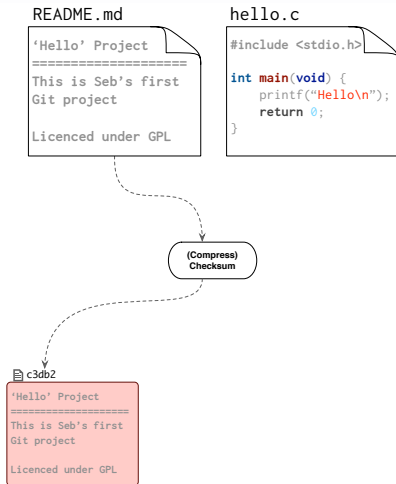 README.md
‘Hello’ Project
====================
This is Seb’s first
Git project
Licenced under GPL
hello.c
#include <stdio.h>
int main(void) {
printf(“Hello\n”);
return 0;
}
(Compress)
Checksum
c3db2
‘Hello’ Project
====================
This is Seb’s first
Git project
Licenced under GPL